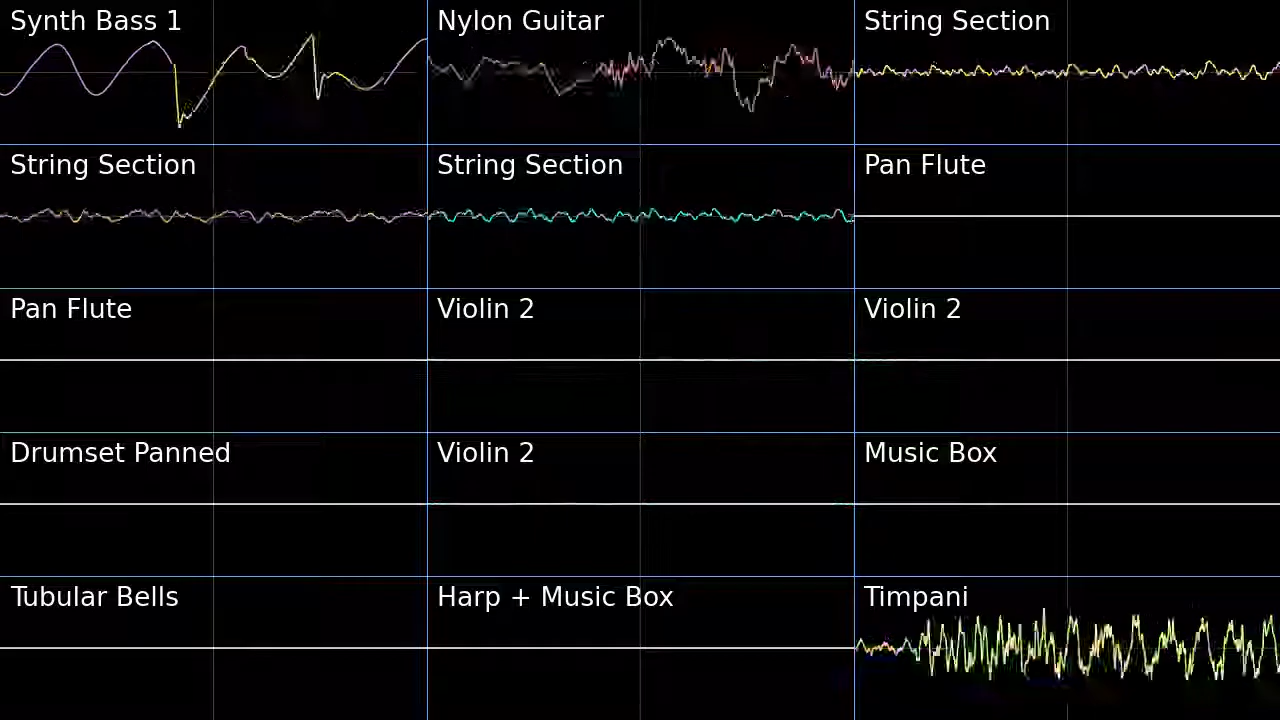 Synth Bass 1
Nylon Guitar
String Section
String Section
String Section
Pan Flute
Pan Flute
Violin 2
Violin 2
Drumset Panned
Violin 2
Music Box
Tubular Bells
Harp + Music Box
Timpani